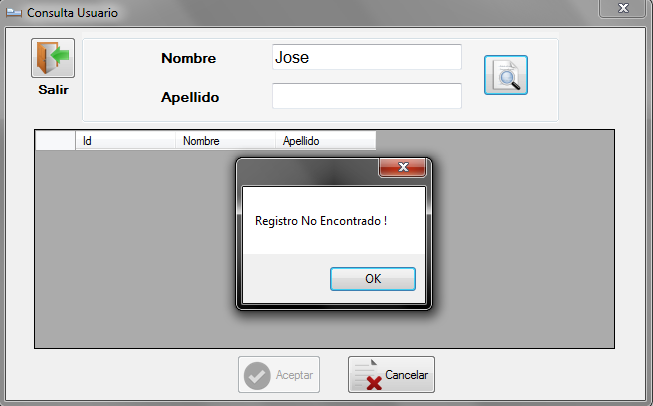 Consulta Usuario
Salir
Nombre Jose
Apellido
Id Nombre Apellido
Registro No Encontrado !
OK
Aceptar Cancelar